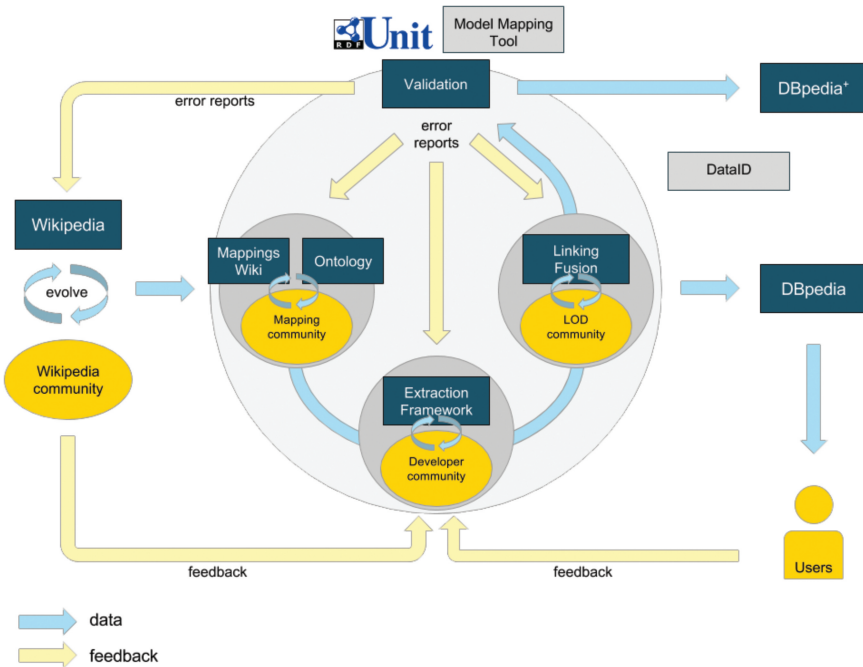 RDF
Unit
Model Mapping
Tool
Validation
DBpedia⁺
error reports
error
reports
DataID
Wikipedia
Mappings
Wiki
Ontology
Linking
Fusion
evolve
DBpedia
Mapping
community
LOD
community
Wikipedia
community
Extraction
Framework
Developer
community
Users
feedback
feedback
data
feedback